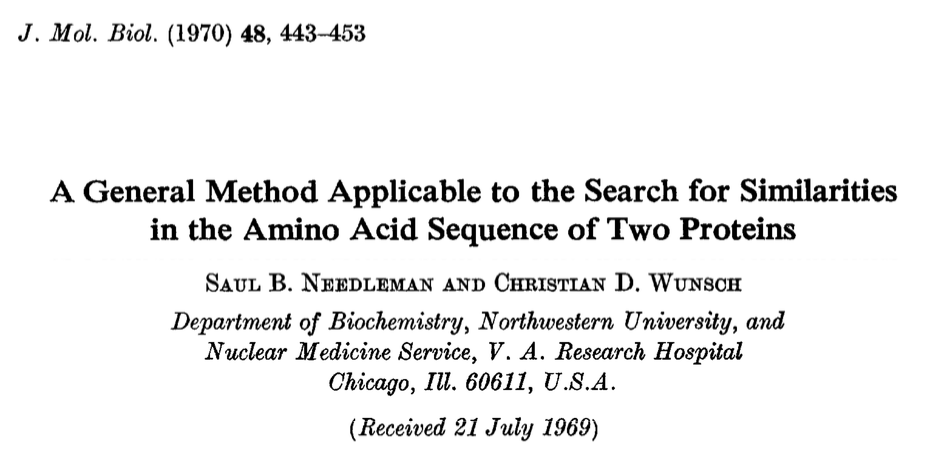 J. Mol. Biol. (1970) 48, 443–453
A General Method Applicable to the Search for Similarities
in the Amino Acid Sequence of Two Proteins
SAUL B. NEEDLEMAN AND CHRISTIAN D. WUNSCH
Department of Biochemistry, Northwestern University, and
Nuclear Medicine Service, V. A. Research Hospital
Chicago, Ill. 60611, U.S.A.
(Received 21 July 1969)